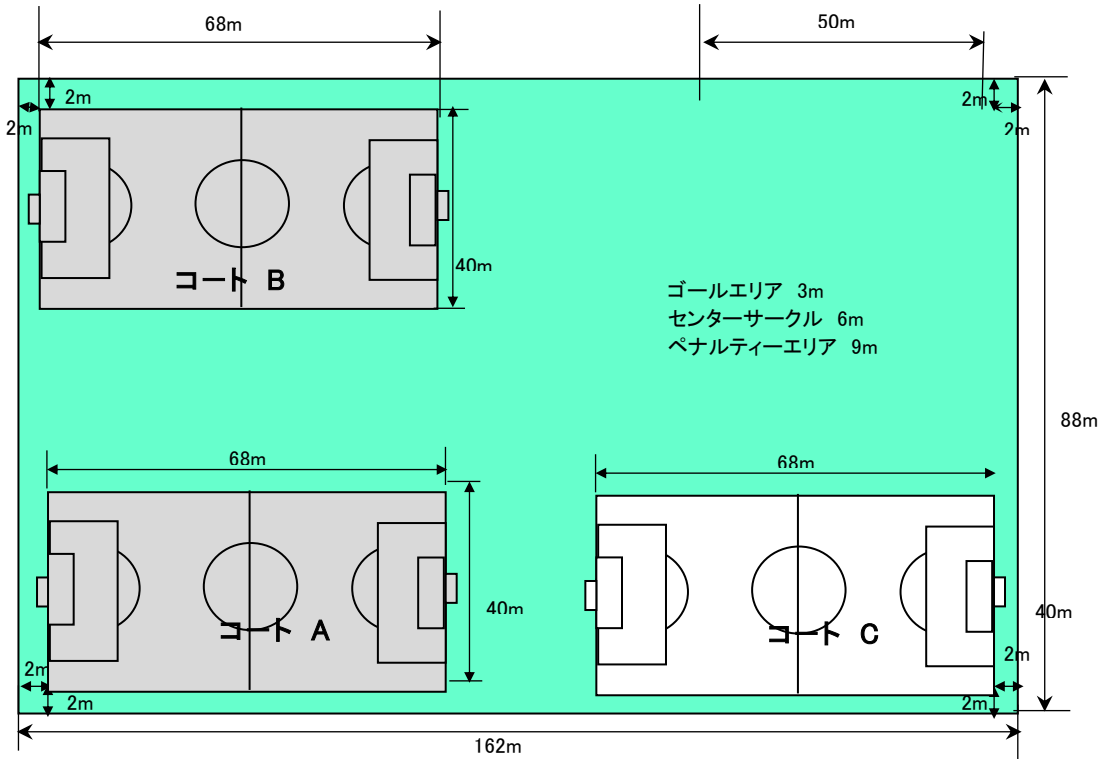 68m
50m
2m
2m
2m
2m
40m
コート B
ゴールエリア 3m
センターサークル 6m
ペナルティーエリア 9m
88m
68m
68m
40m
40m
コート A
コート C
2m
2m
2m
2m
162m